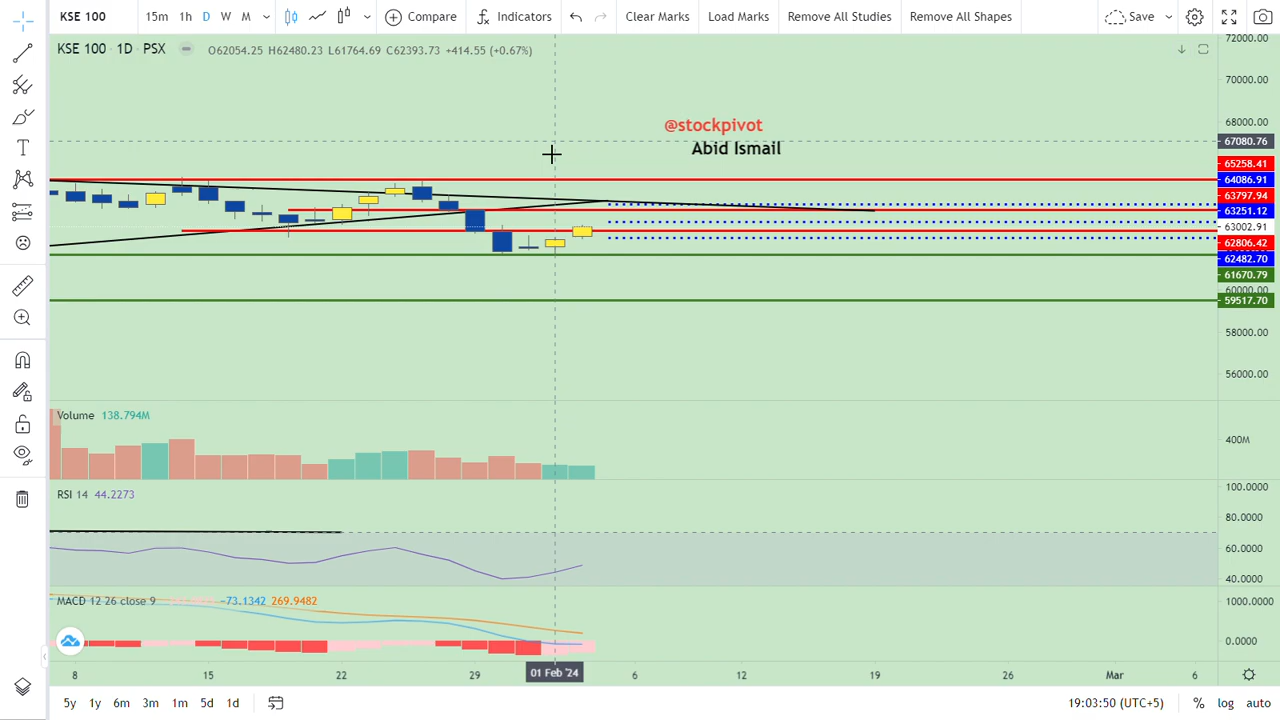 KSE 100 15m 1h D W M Compare Indicators Clear Marks Load Marks Remove All Studies Remove All Shapes Save
KSE 100 · 1D · PSX O62054.25 H62480.23 L61764.69 C62393.73 +414.55 (+0.67%)
72000.00
70000.00
68000.00
@stockpivot
Abid Ismail
67080.76
65258.41
64086.91
63797.94
63251.12
63002.91
62806.42
62482.70
61670.79
60000.00
59517.70
58000.00
56000.00
Volume 138.794M
400M
RSI 14 44.2273
100.0000
80.0000
60.0000
40.0000
MACD 12 26 close 9 −73.1342 269.9482
1000.0000
0.0000
8 15 22 29 01 Feb '24 6 12 19 26 Mar 6
5y 1y 6m 3m 1m 5d 1d 19:03:50 (UTC+5) % log auto